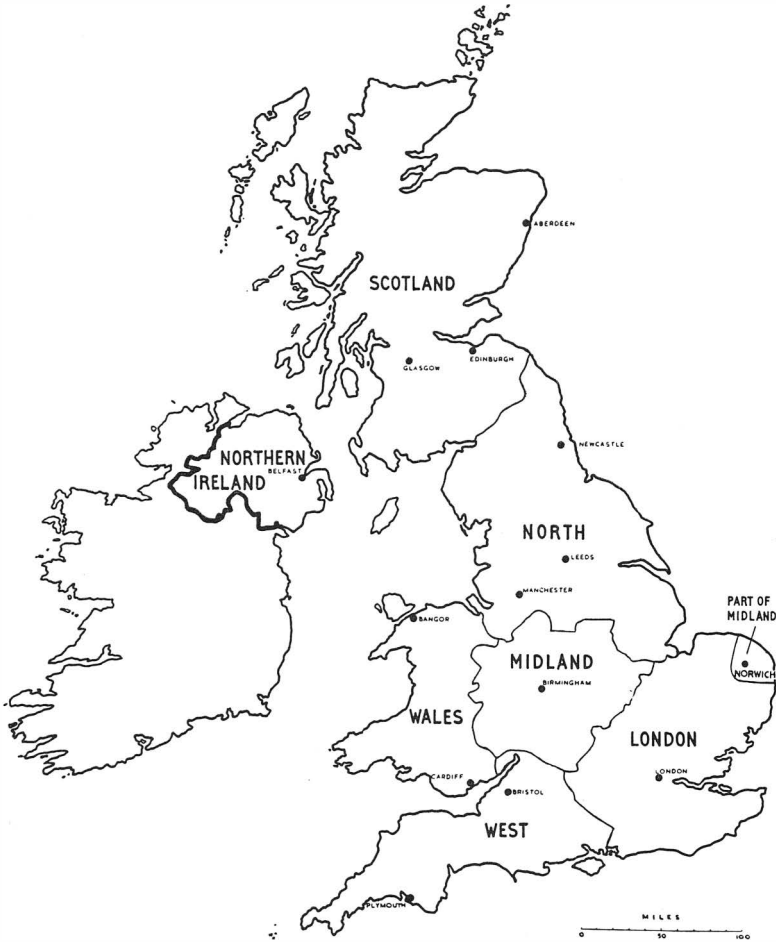 ABERDEEN
SCOTLAND
EDINBURGH
GLASGOW
NEWCASTLE
NORTHERN
IRELAND
BELFAST
NORTH
LEEDS
MANCHESTER
PART OF
MIDLAND
BANGOR
MIDLAND
NORWICH
BIRMINGHAM
WALES
LONDON
CARDIFF
LONDON
BRISTOL
WEST
PLYMOUTH
MILES
0 50 100